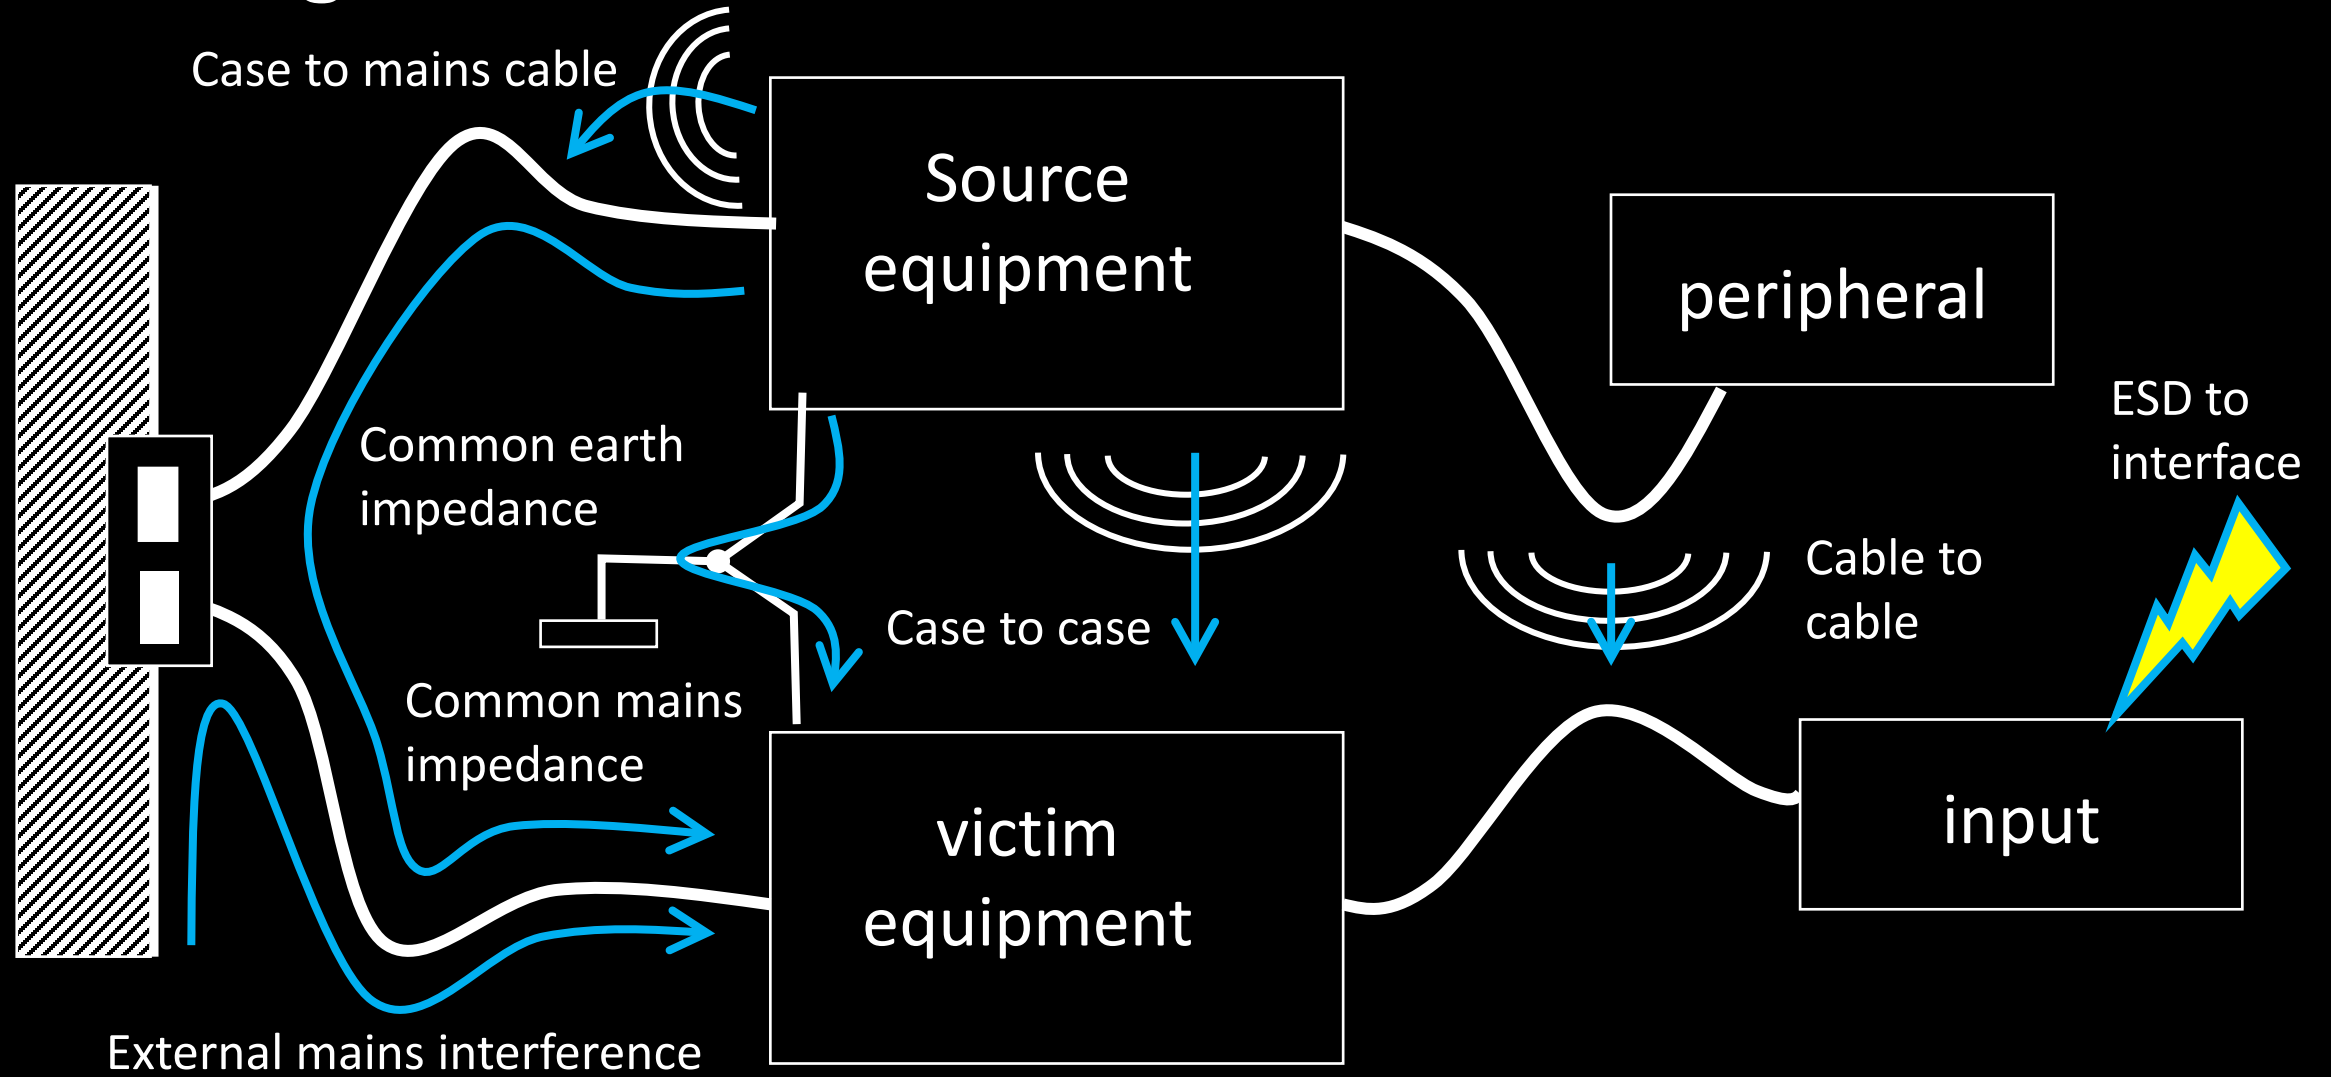 Case to mains cable
Source
equipment
peripheral
ESD to
interface
Common earth
impedance
Cable to
cable
Case to case
Common mains
impedance
victim
equipment
input
External mains interference